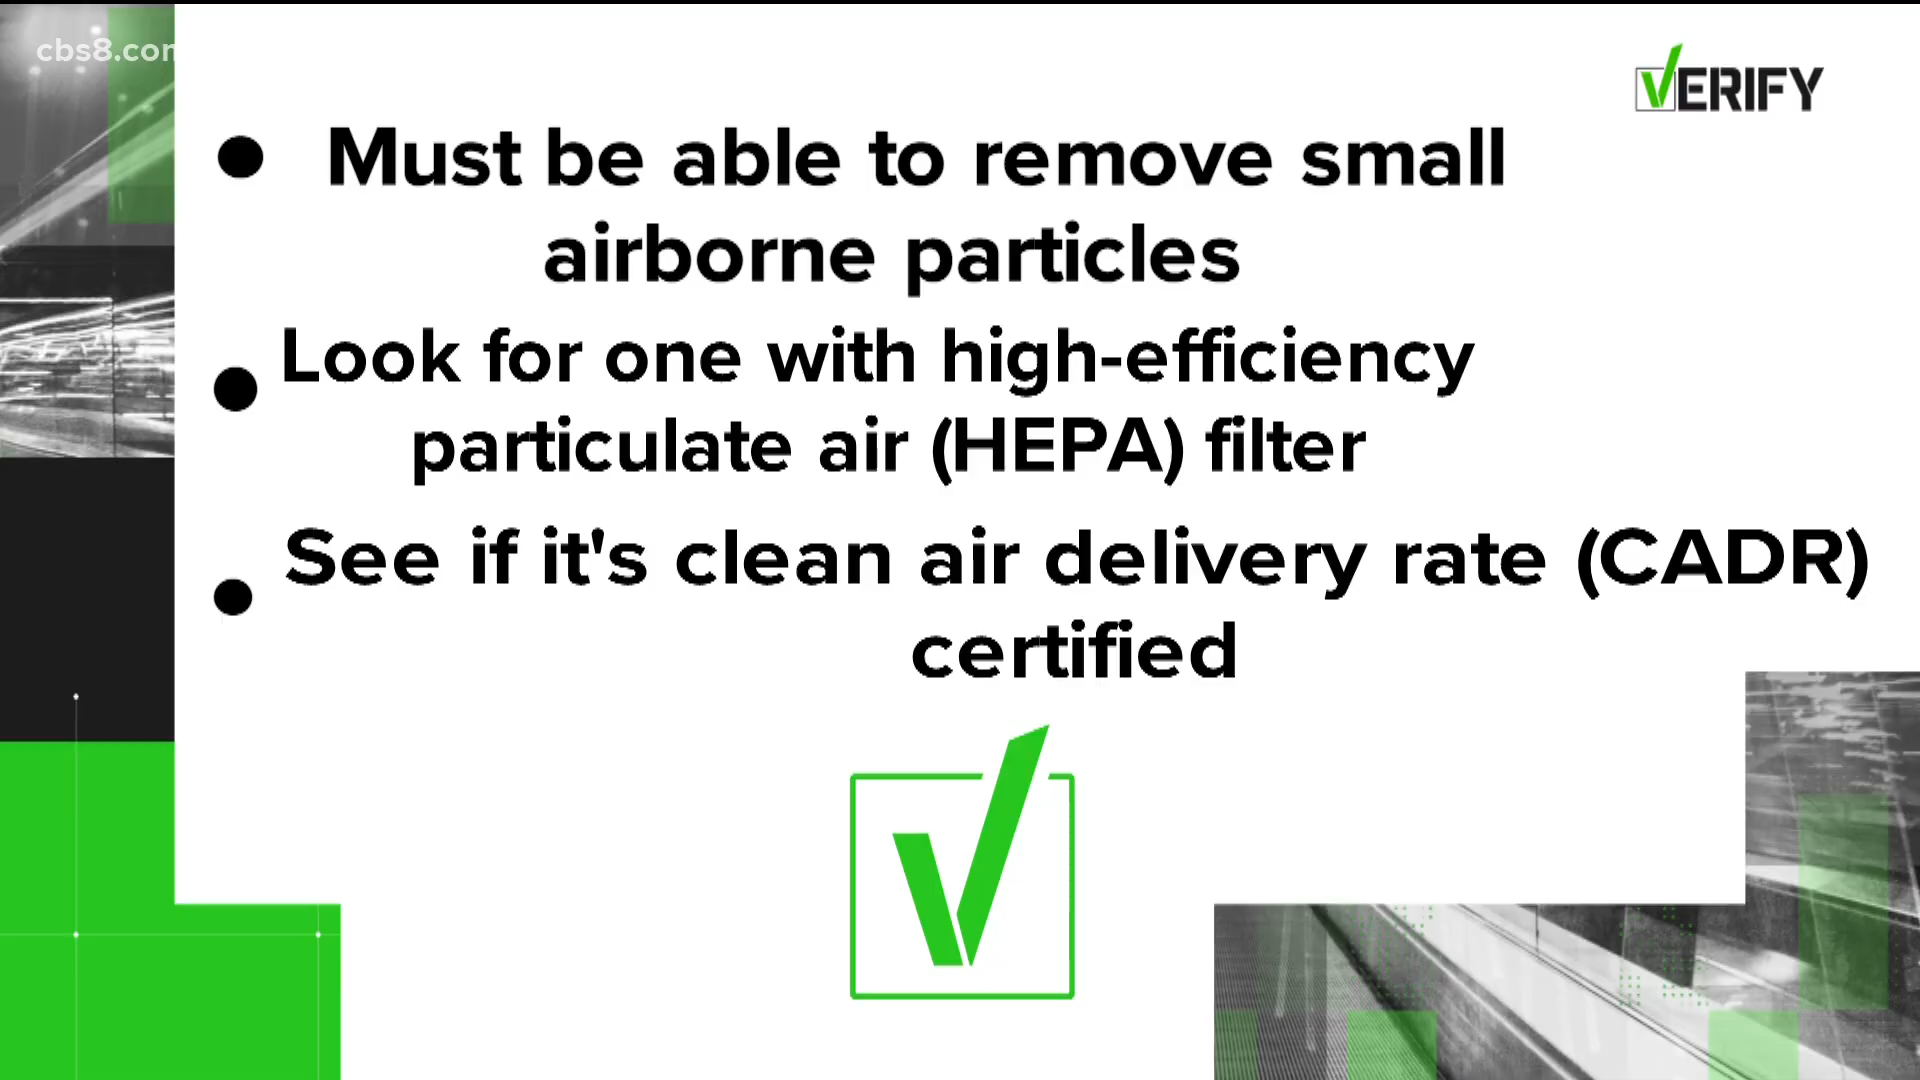 cbs8.com
VERIFY
Must be able to remove small
airborne particles
Look for one with high-efficiency
particulate air (HEPA) filter
See if it's clean air delivery rate (CADR)
certified